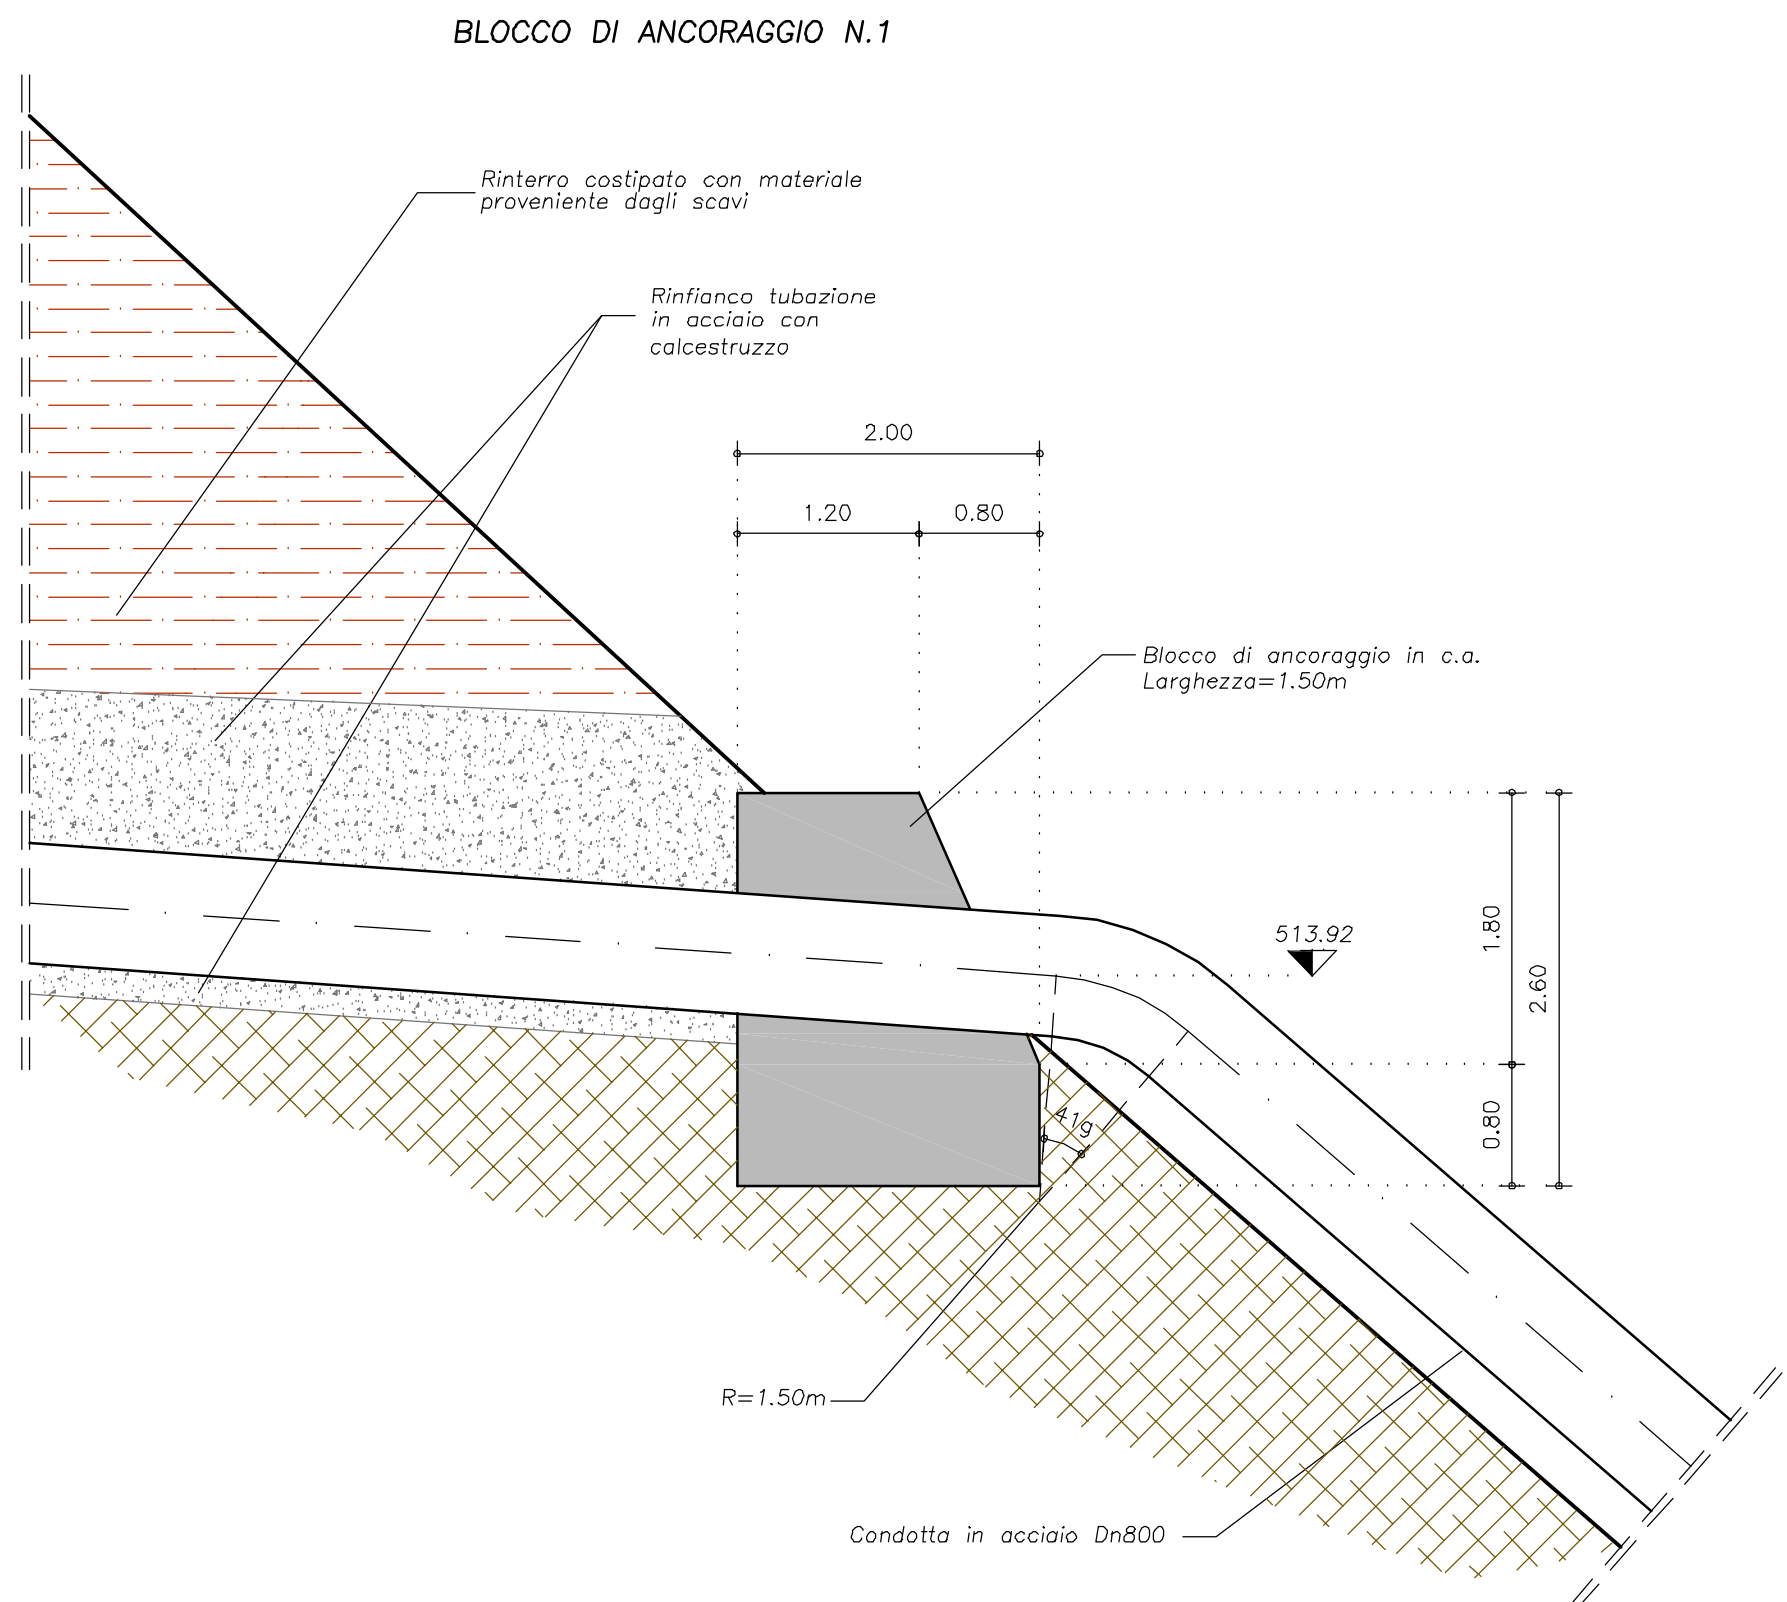 BLOCCO DI ANCORAGGIO N.1
Rinterro costipato con materiale
proveniente dagli scavi
Rinfianco tubazione
in acciaio con
calcestruzzo
2.00
1.20
0.80
Blocco di ancoraggio in c.a.
Larghezza=1.50m
513.92
1.80
2.60
0.80
41g
R=1.50m
Condotta in acciaio Dn800